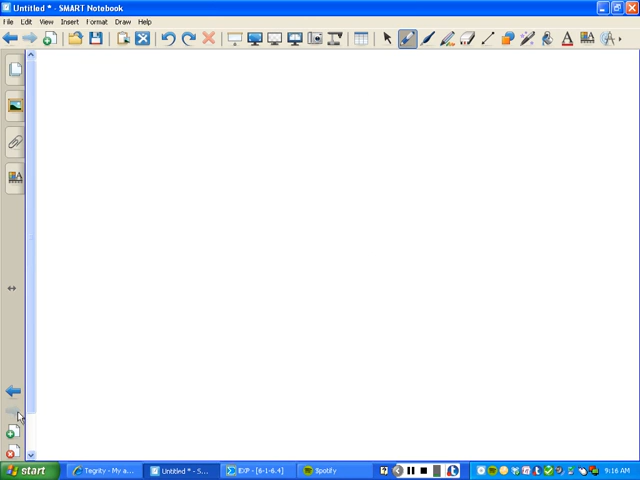 Untitled * - SMART Notebook
File Edit View Insert Format Draw Help
start
Tegrity - My a...
Untitled * - S...
EXP - [6-1-6.4]
Spotify
9:16 AM